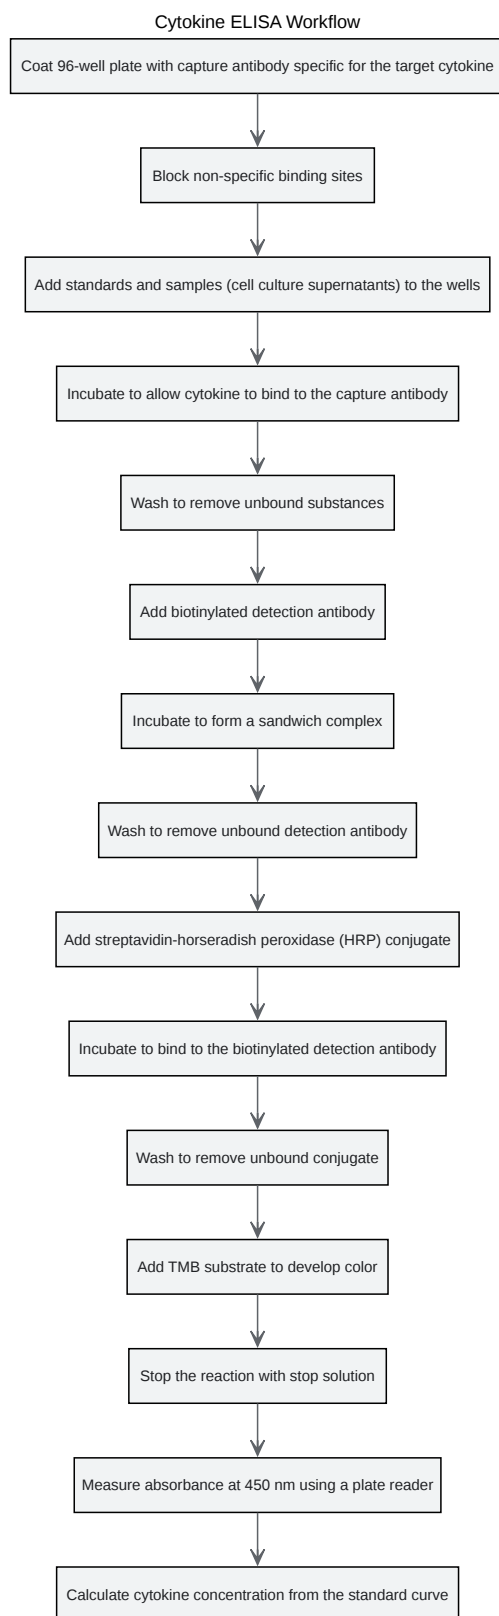 Cytokine ELISA Workflow
Coat 96-well plate with capture antibody specific for the target cytokine
Block non-specific binding sites
Add standards and samples (cell culture supernatants) to the wells
Incubate to allow cytokine to bind to the capture antibody
Wash to remove unbound substances
Add biotinylated detection antibody
Incubate to form a sandwich complex
Wash to remove unbound detection antibody
Add streptavidin-horseradish peroxidase (HRP) conjugate
Incubate to bind to the biotinylated detection antibody
Wash to remove unbound conjugate
Add TMB substrate to develop color
Stop the reaction with stop solution
Measure absorbance at 450 nm using a plate reader
Calculate cytokine concentration from the standard curve